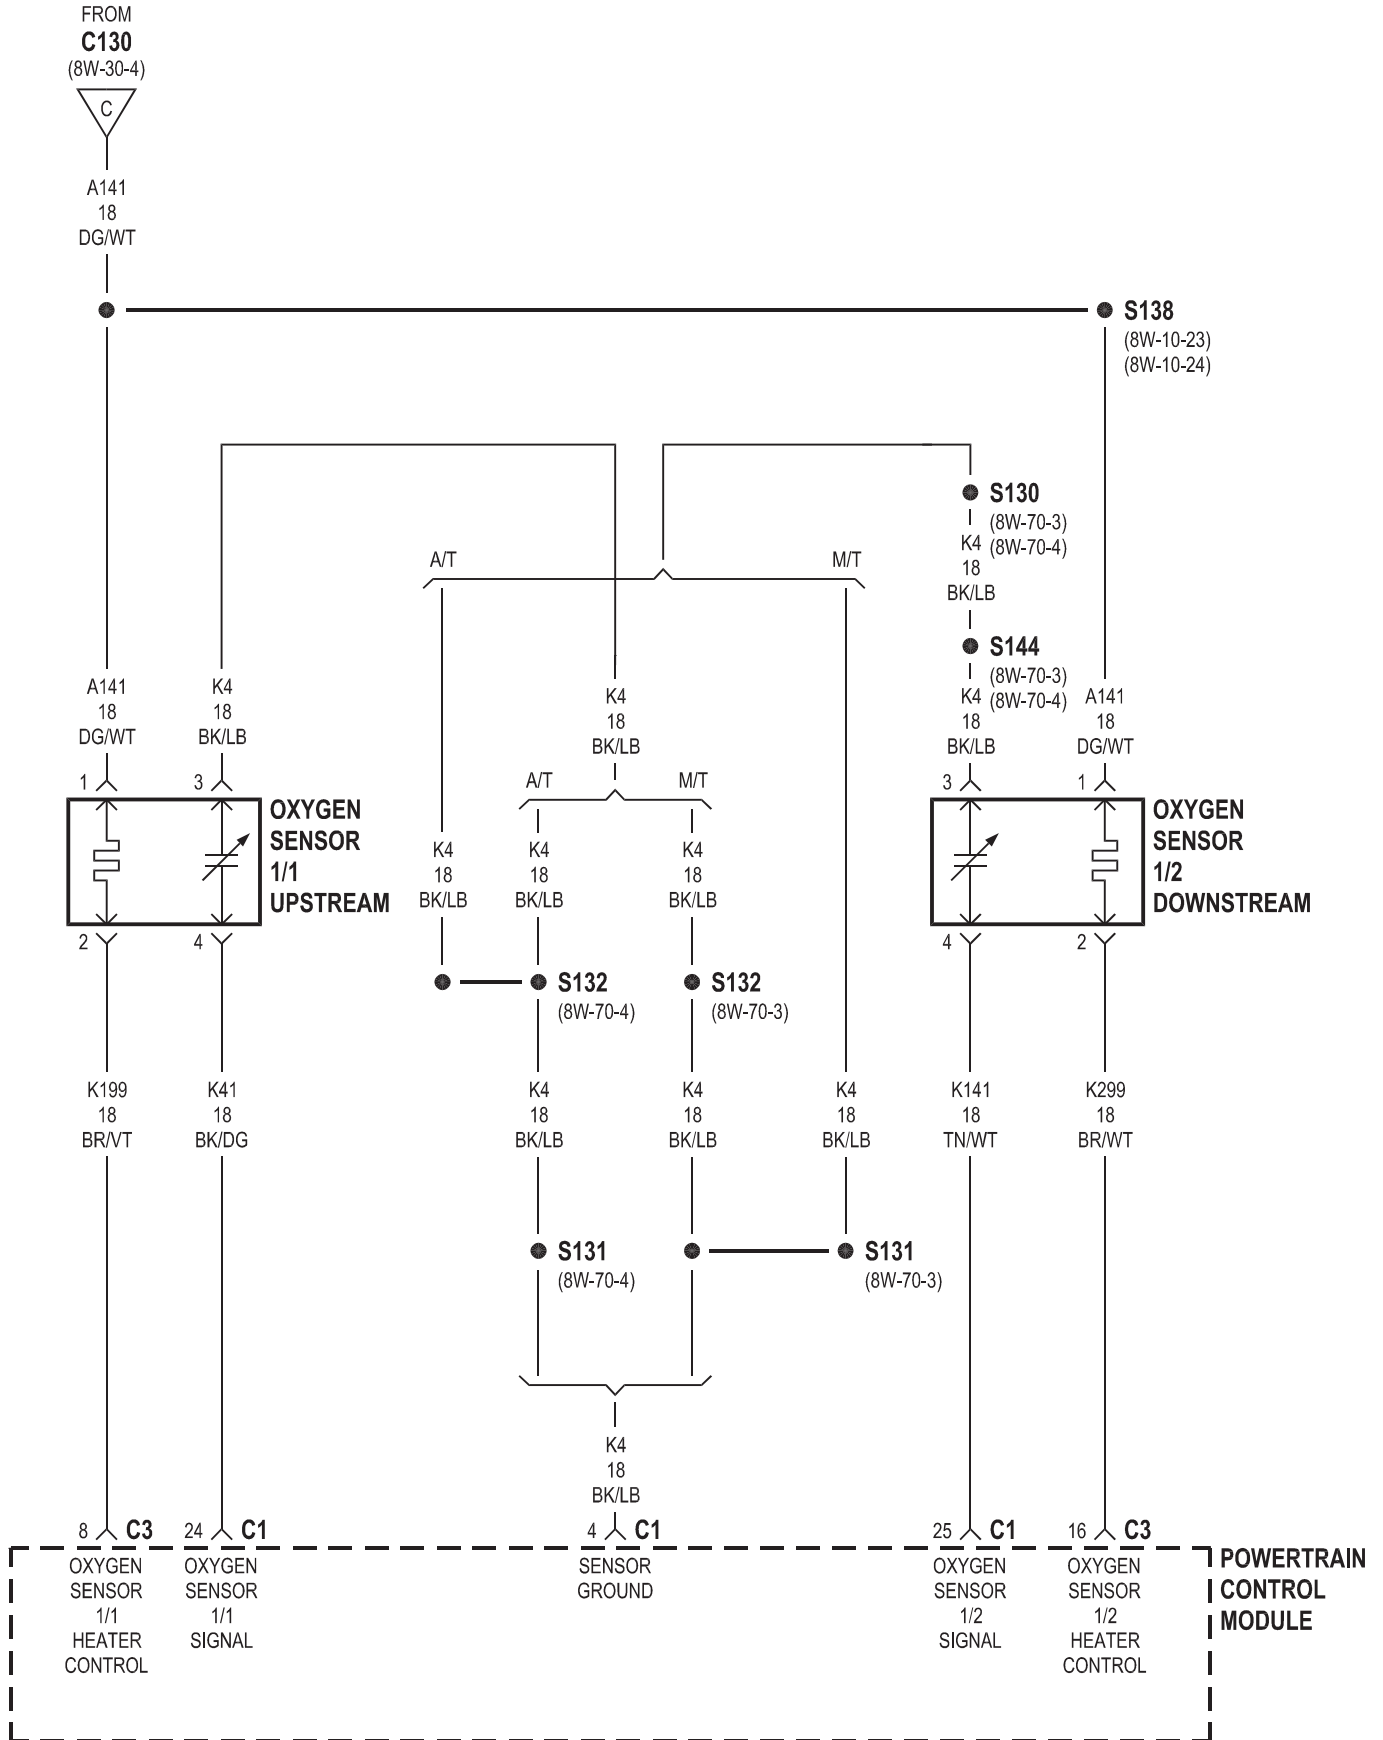 FROM
C130
(8W-30-4)
C
A141
18
DG/WT
S138
(8W-10-23)
(8W-10-24)
S130
(8W-70-3)
(8W-70-4)
K4
18
BK/LB
A/T
M/T
S144
(8W-70-3)
(8W-70-4)
A141
18
DG/WT
K4
18
BK/LB
K4
18
BK/LB
K4
18
BK/LB
A141
18
DG/WT
A/T
M/T
1
3
3
1
OXYGEN
SENSOR
1/1
UPSTREAM
K4
18
BK/LB
K4
18
BK/LB
K4
18
BK/LB
OXYGEN
SENSOR
1/2
DOWNSTREAM
2
4
4
2
S132
(8W-70-4)
S132
(8W-70-3)
K199
18
BR/VT
K41
18
BK/DG
K4
18
BK/LB
K4
18
BK/LB
K4
18
BK/LB
K141
18
TN/WT
K299
18
BR/WT
S131
(8W-70-4)
S131
(8W-70-3)
K4
18
BK/LB
8 C3
24 C1
4 C1
25 C1
16 C3
OXYGEN
SENSOR
1/1
HEATER
CONTROL
OXYGEN
SENSOR
1/1
SIGNAL
SENSOR
GROUND
OXYGEN
SENSOR
1/2
SIGNAL
OXYGEN
SENSOR
1/2
HEATER
CONTROL
POWERTRAIN
CONTROL
MODULE